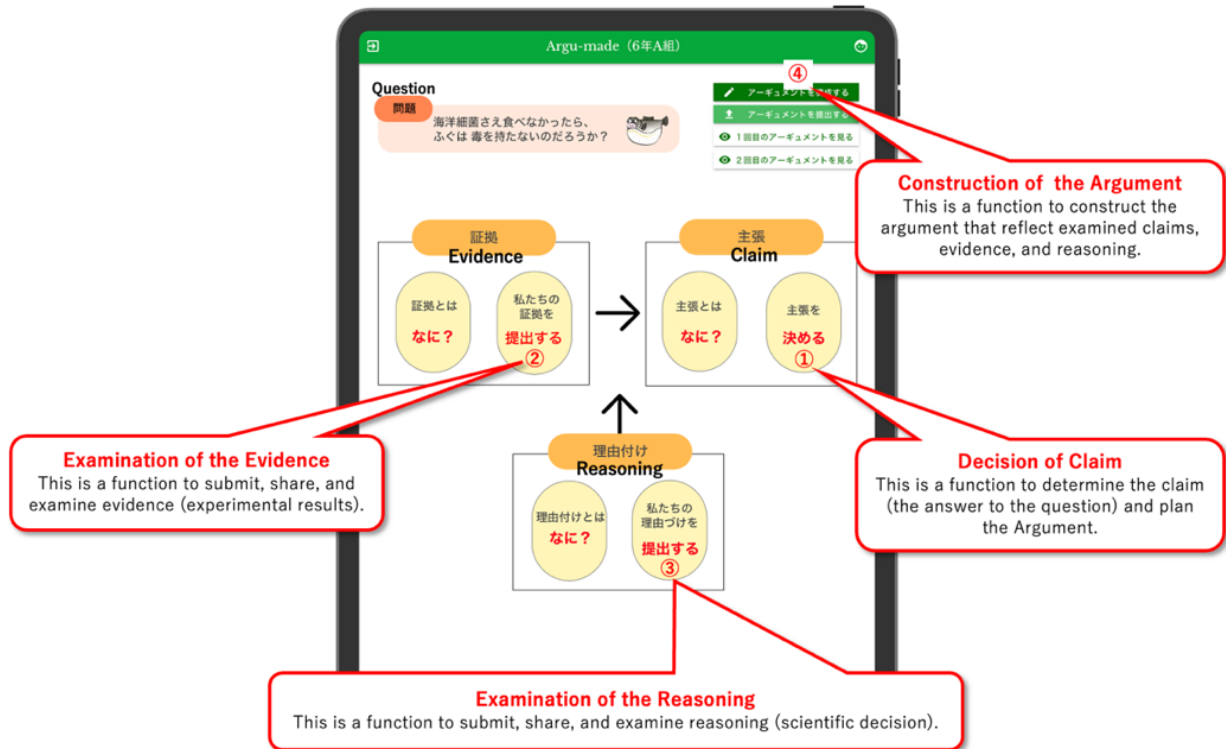 Argu-made（6年A組）
④
Question
問題
海洋細菌さえ食べなかったら、
ふぐは 毒を持たないのだろうか？
アーギュメントを
する
アーギュメントを提出する
1回目のアーギュメントを見る
2回目のアーギュメントを見る
Construction of the Argument
This is a function to construct the
argument that reflect examined claims,
evidence, and reasoning.
証拠
Evidence
証拠とは
なに？
私たちの
証拠を
提出する
②
主張
Claim
主張とは
なに？
主張を
決める
①
Examination of the Evidence
This is a function to submit, share, and
examine evidence (experimental results).
理由付け
Reasoning
理由付けとは
なに？
私たちの
理由づけを
提出する
③
Decision of Claim
This is a function to determine the claim
(the answer to the question) and plan
the Argument.
Examination of the Reasoning
This is a function to submit, share, and examine reasoning (scientific decision).